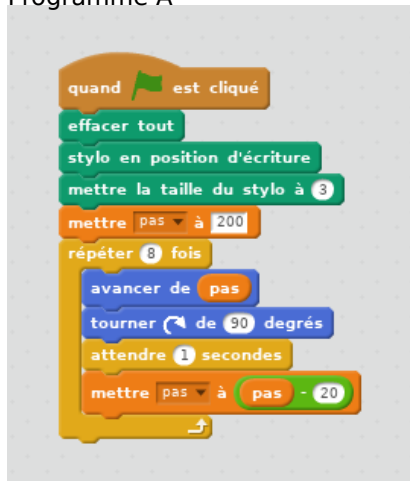 Programme A
quand est cliqué
effacer tout
stylo en position d'écriture
mettre la taille du stylo à 3
mettre pas à 200
répéter 8 fois
avancer de pas
tourner de 90 degrés
attendre 1 secondes
mettre pas à pas - 20